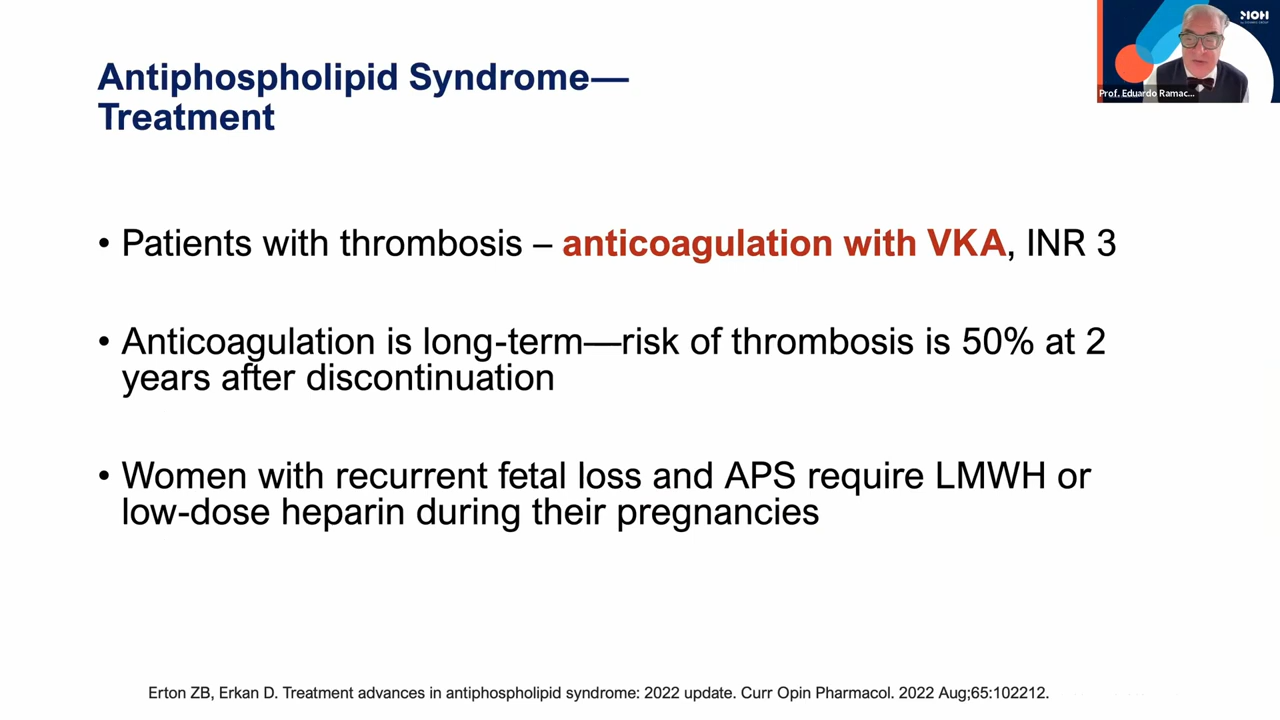 Antiphospholipid Syndrome—
Treatment
• Patients with thrombosis – anticoagulation with VKA, INR 3
• Anticoagulation is long-term—risk of thrombosis is 50% at 2
years after discontinuation
• Women with recurrent fetal loss and APS require LMWH or
low-dose heparin during their pregnancies
Erton ZB, Erkan D. Treatment advances in antiphospholipid syndrome: 2022 update. Curr Opin Pharmacol. 2022 Aug;65:102212.
Prof. Eduardo Ramac...